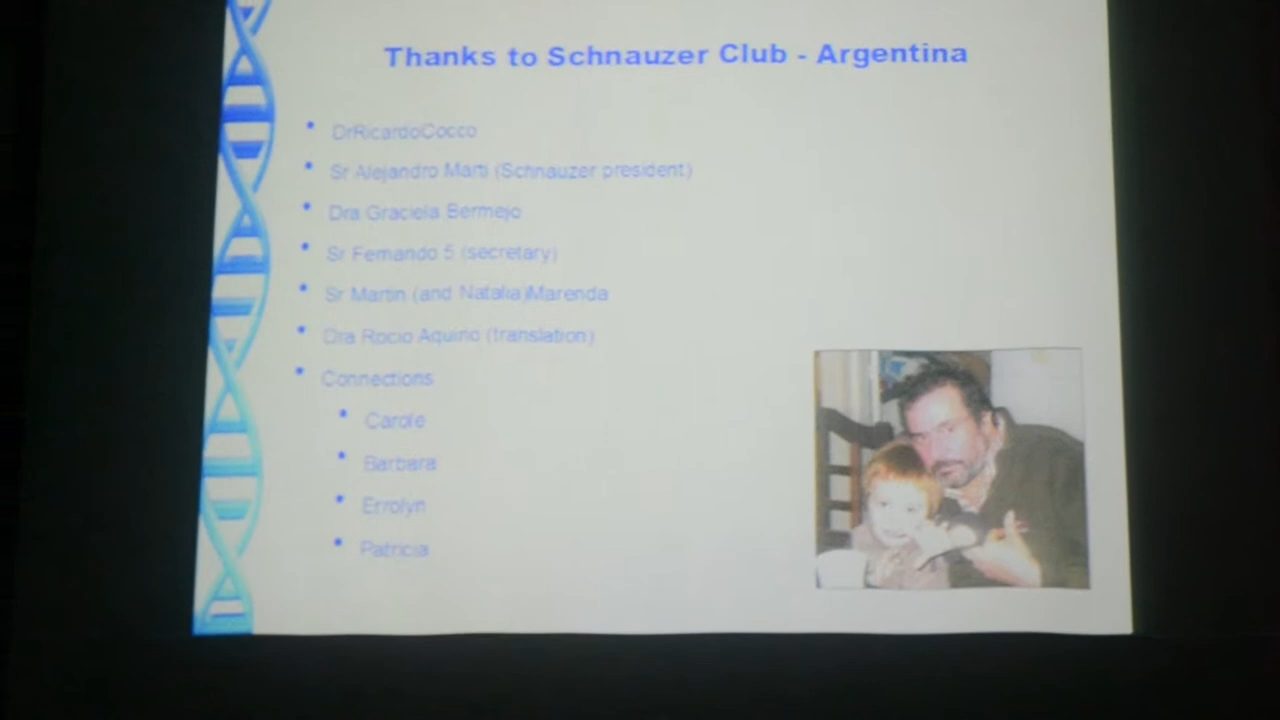 Thanks to Schnauzer Club - Argentina
DrRicardoCocco
Sr Alejandro Marti (Schnauzer president)
Dra Graciela Bermejo
Sr Fernando 5 (secretary)
Sr Martin (and Natalia)Marenda
Dra Rocio Aquino (translation)
Connections
Carole
Barbara
Errolyn
Patricia